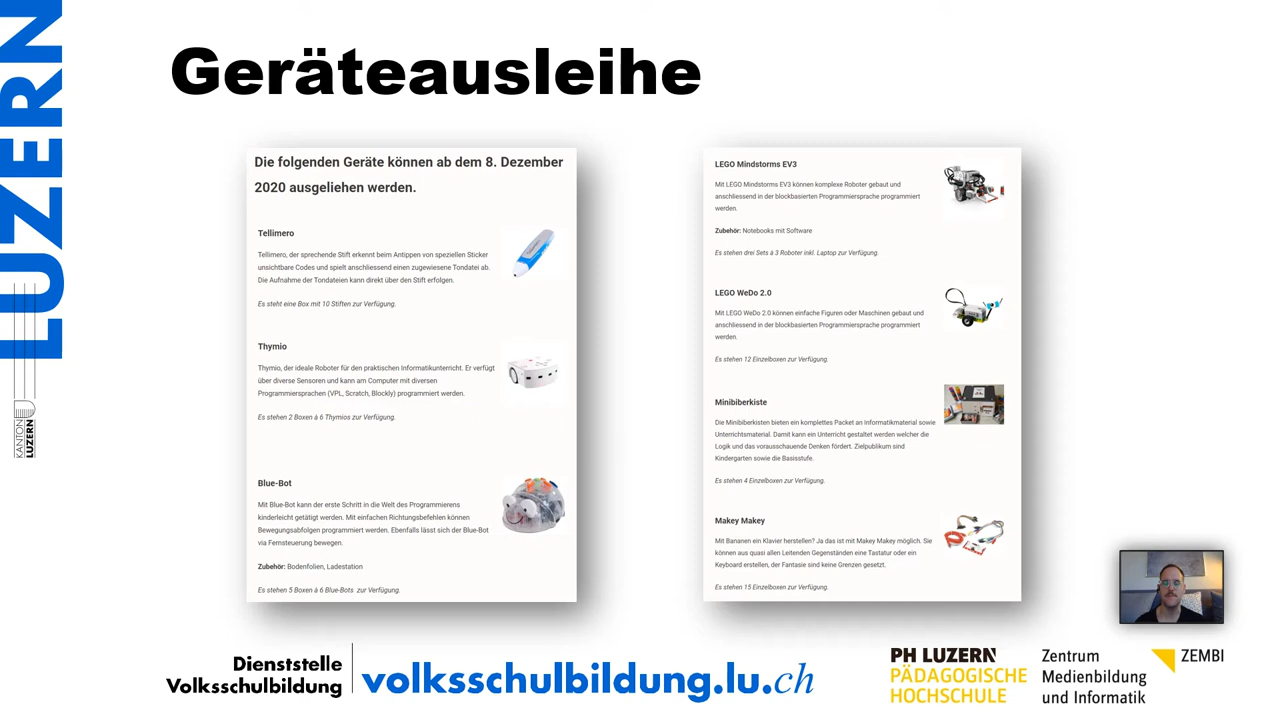 LUZERN
KANTON
LUZERN
Geräteausleihe
Die folgenden Geräte können ab dem 8. Dezember
2020 ausgeliehen werden.
Tellimero
Tellimero, der sprechende Stift erkennt beim Antippen von speziellen Sticker
unsichtbare Codes und spielt anschliessend einen zugewiesene Tondatei ab.
Die Aufnahme der Tondateien kann direkt über den Stift erfolgen.
Es steht eine Box mit 10 Stiften zur Verfügung.
Thymio
Thymio, der ideale Roboter für den praktischen Informatikunterricht. Er verfügt
über diverse Sensoren und kann am Computer mit diversen
Programmiersprachen (VPL, Scratch, Blockly) programmiert werden.
Es stehen 2 Boxen à 6 Thymios zur Verfügung.
Blue-Bot
Mit Blue-Bot kann der erste Schritt in die Welt des Programmierens
kinderleicht getätigt werden. Mit einfachen Richtungsbefehlen können
Bewegungsabfolgen programmiert werden. Ebenfalls lässt sich der Blue-Bot
via Fernsteuerung bewegen.
Zubehör: Bodenfolien, Ladestation
Es stehen 5 Boxen à 6 Blue-Bots zur Verfügung.
LEGO Mindstorms EV3
Mit LEGO Mindstorms EV3 können komplexe Roboter gebaut und
anschliessend in der blockbasierten Programmiersprache programmiert
werden.
Zubehör: Notebooks mit Software
Es stehen drei Sets à 3 Roboter inkl. Laptop zur Verfügung.
LEGO WeDo 2.0
Mit LEGO WeDo 2.0 können einfache Figuren oder Maschinen gebaut und
anschliessend in der blockbasierten Programmiersprache programmiert
werden.
Es stehen 12 Einzelboxen zur Verfügung.
Minibiberkiste
Die Minibiberkisten bieten ein komplettes Packet an Informatikmaterial sowie
Unterrichtsmaterial. Damit kann ein Unterricht gestaltet werden welcher die
Logik und das vorausschauende Denken fördert. Zielpublikum sind
Kindergarten sowie die Basisstufe.
Es stehen 4 Einzelboxen zur Verfügung.
Makey Makey
Mit Bananen ein Klavier herstellen? Ja das ist mit Makey Makey möglich. Sie
können aus quasi allen Leitenden Gegenständen eine Tastatur oder ein
Keyboard erstellen, der Fantasie sind keine Grenzen gesetzt.
Es stehen 15 Einzelboxen zur Verfügung.
Dienststelle
Volksschulbildung
volksschulbildung.lu.ch
PH LUZERN
PÄDAGOGISCHE
HOCHSCHULE
Zentrum
Medienbildung
und Informatik
ZEMBI